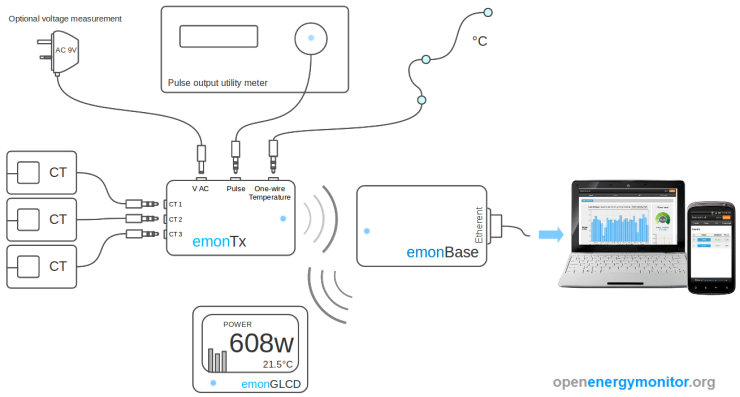 Optional voltage measurement
AC 9V
Pulse output utility meter
°C
CT
CT
CT
V AC
Pulse
One-wire
Temperature
CT 1
CT 2
CT 3
emonTx
Etherent
emonBase
POWER
608w
21.5°C
emonGLCD
openenergymonitor.org